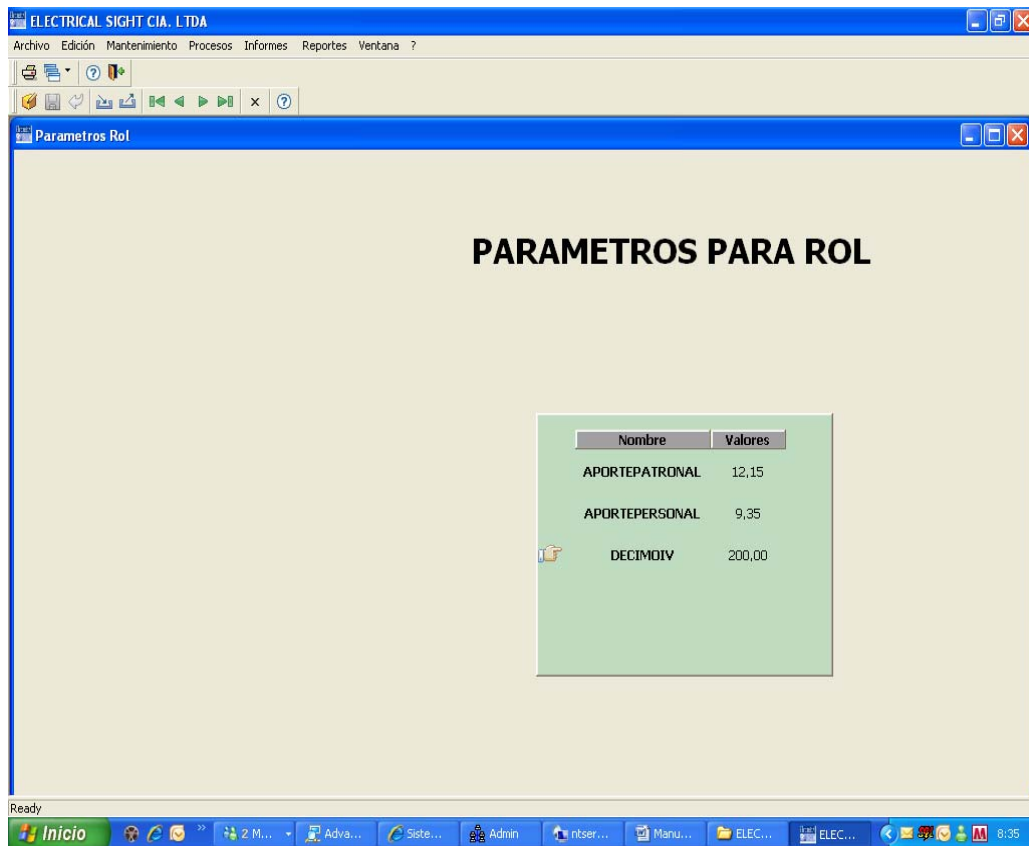 ELECTRICAL SIGHT CIA. LTDA
Archivo Edición Mantenimiento Procesos Informes Reportes Ventana ?
Parametros Rol
PARAMETROS PARA ROL
Nombre Valores
APORTEPATRONAL 12,15
APORTEPERSONAL 9,35
DECIMOIV 200,00
Ready
Inicio 2 M... Adva... Siste... Admin ntser... Manu... ELEC... ELEC... 8:35